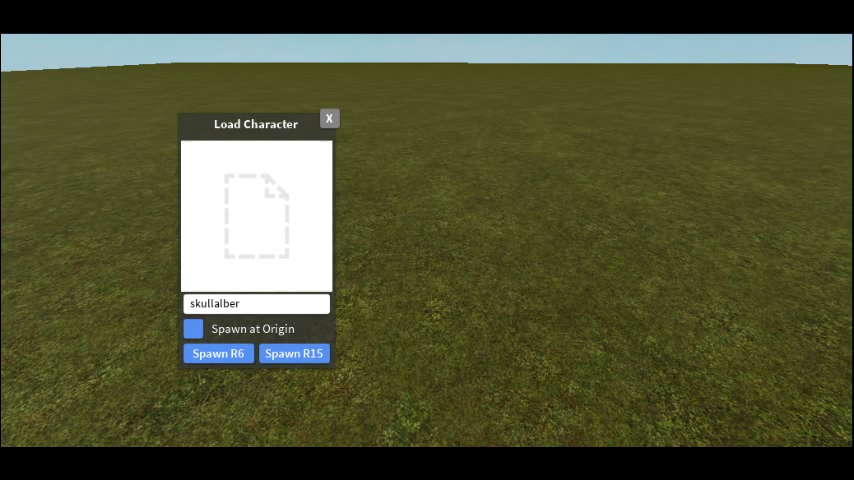 Load Character
X
skullalber
Spawn at Origin
Spawn R6
Spawn R15